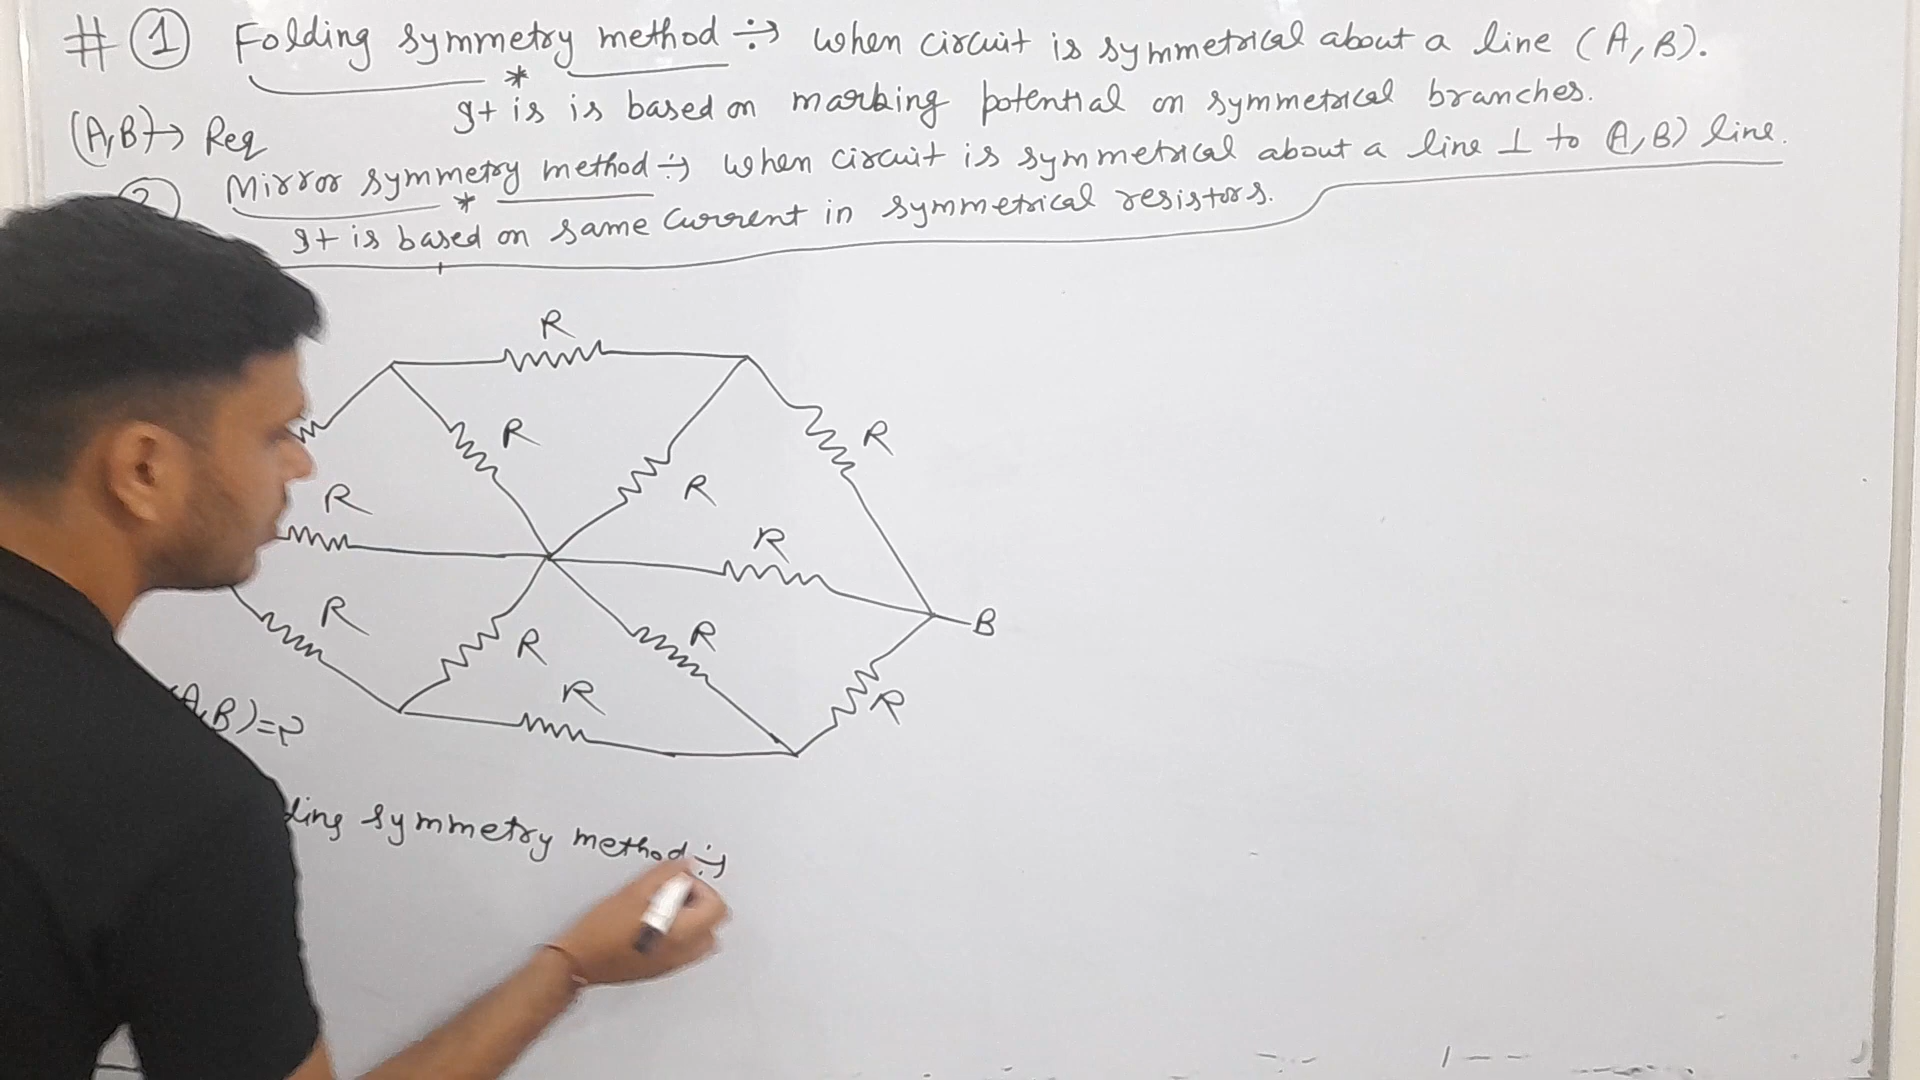 # ① Folding symmetry method ÷→ when circuit is symmetrical about a line (A, B).
* It is is based on marking potential on symmetrical branches.
(A,B)→ Req
Mirror symmetry method ÷→ when circuit is symmetrical about a line ⊥ to (A,B) line.
* It is based on same current in symmetrical resistors.
R
R
R
R
R
R
R
R
R
R
R
B
A,B)=?
ding symmetry method ÷→